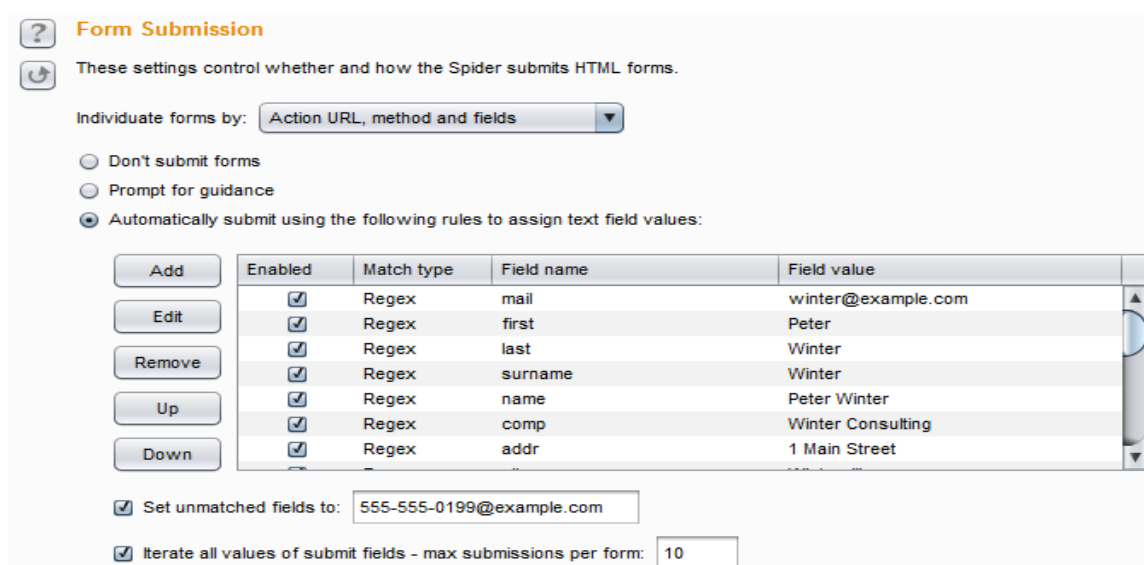 Form Submission
These settings control whether and how the Spider submits HTML forms.
Individuate forms by: Action URL, method and fields
Don't submit forms
Prompt for guidance
Automatically submit using the following rules to assign text field values:
Add Enabled Match type Field name Field value
Regex mail winter@example.com
Edit Regex first Peter
Regex last Winter
Remove Regex surname Winter
Regex name Peter Winter
Up Regex comp Winter Consulting
Down Regex addr 1 Main Street
Set unmatched fields to: 555-555-0199@example.com
Iterate all values of submit fields - max submissions per form: 10